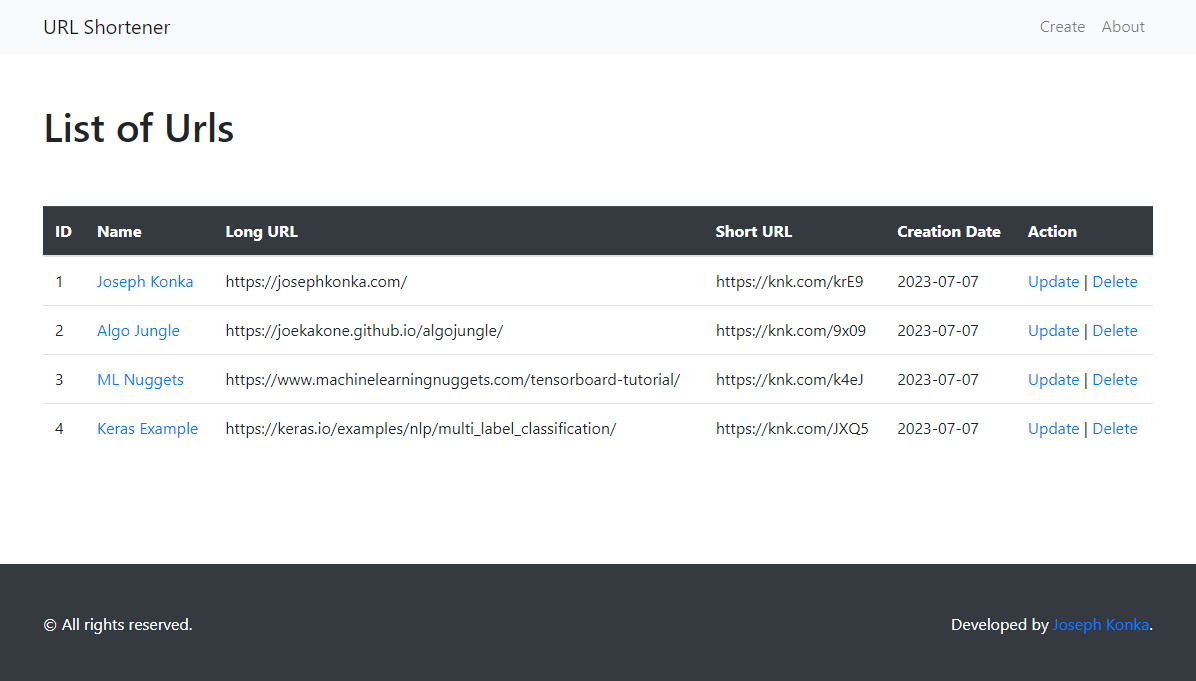 URL Shortener Create About
List of Urls
ID Name Long URL Short URL Creation Date Action
1 Joseph Konka https://josephkonka.com/ https://knk.com/krE9 2023-07-07 Update | Delete
2 Algo Jungle https://joekakone.github.io/algojungle/ https://knk.com/9x09 2023-07-07 Update | Delete
3 ML Nuggets https://www.machinelearningnuggets.com/tensorboard-tutorial/ https://knk.com/k4eJ 2023-07-07 Update | Delete
4 Keras Example https://keras.io/examples/nlp/multi_label_classification/ https://knk.com/JXQ5 2023-07-07 Update | Delete
© All rights reserved. Developed by Joseph Konka.